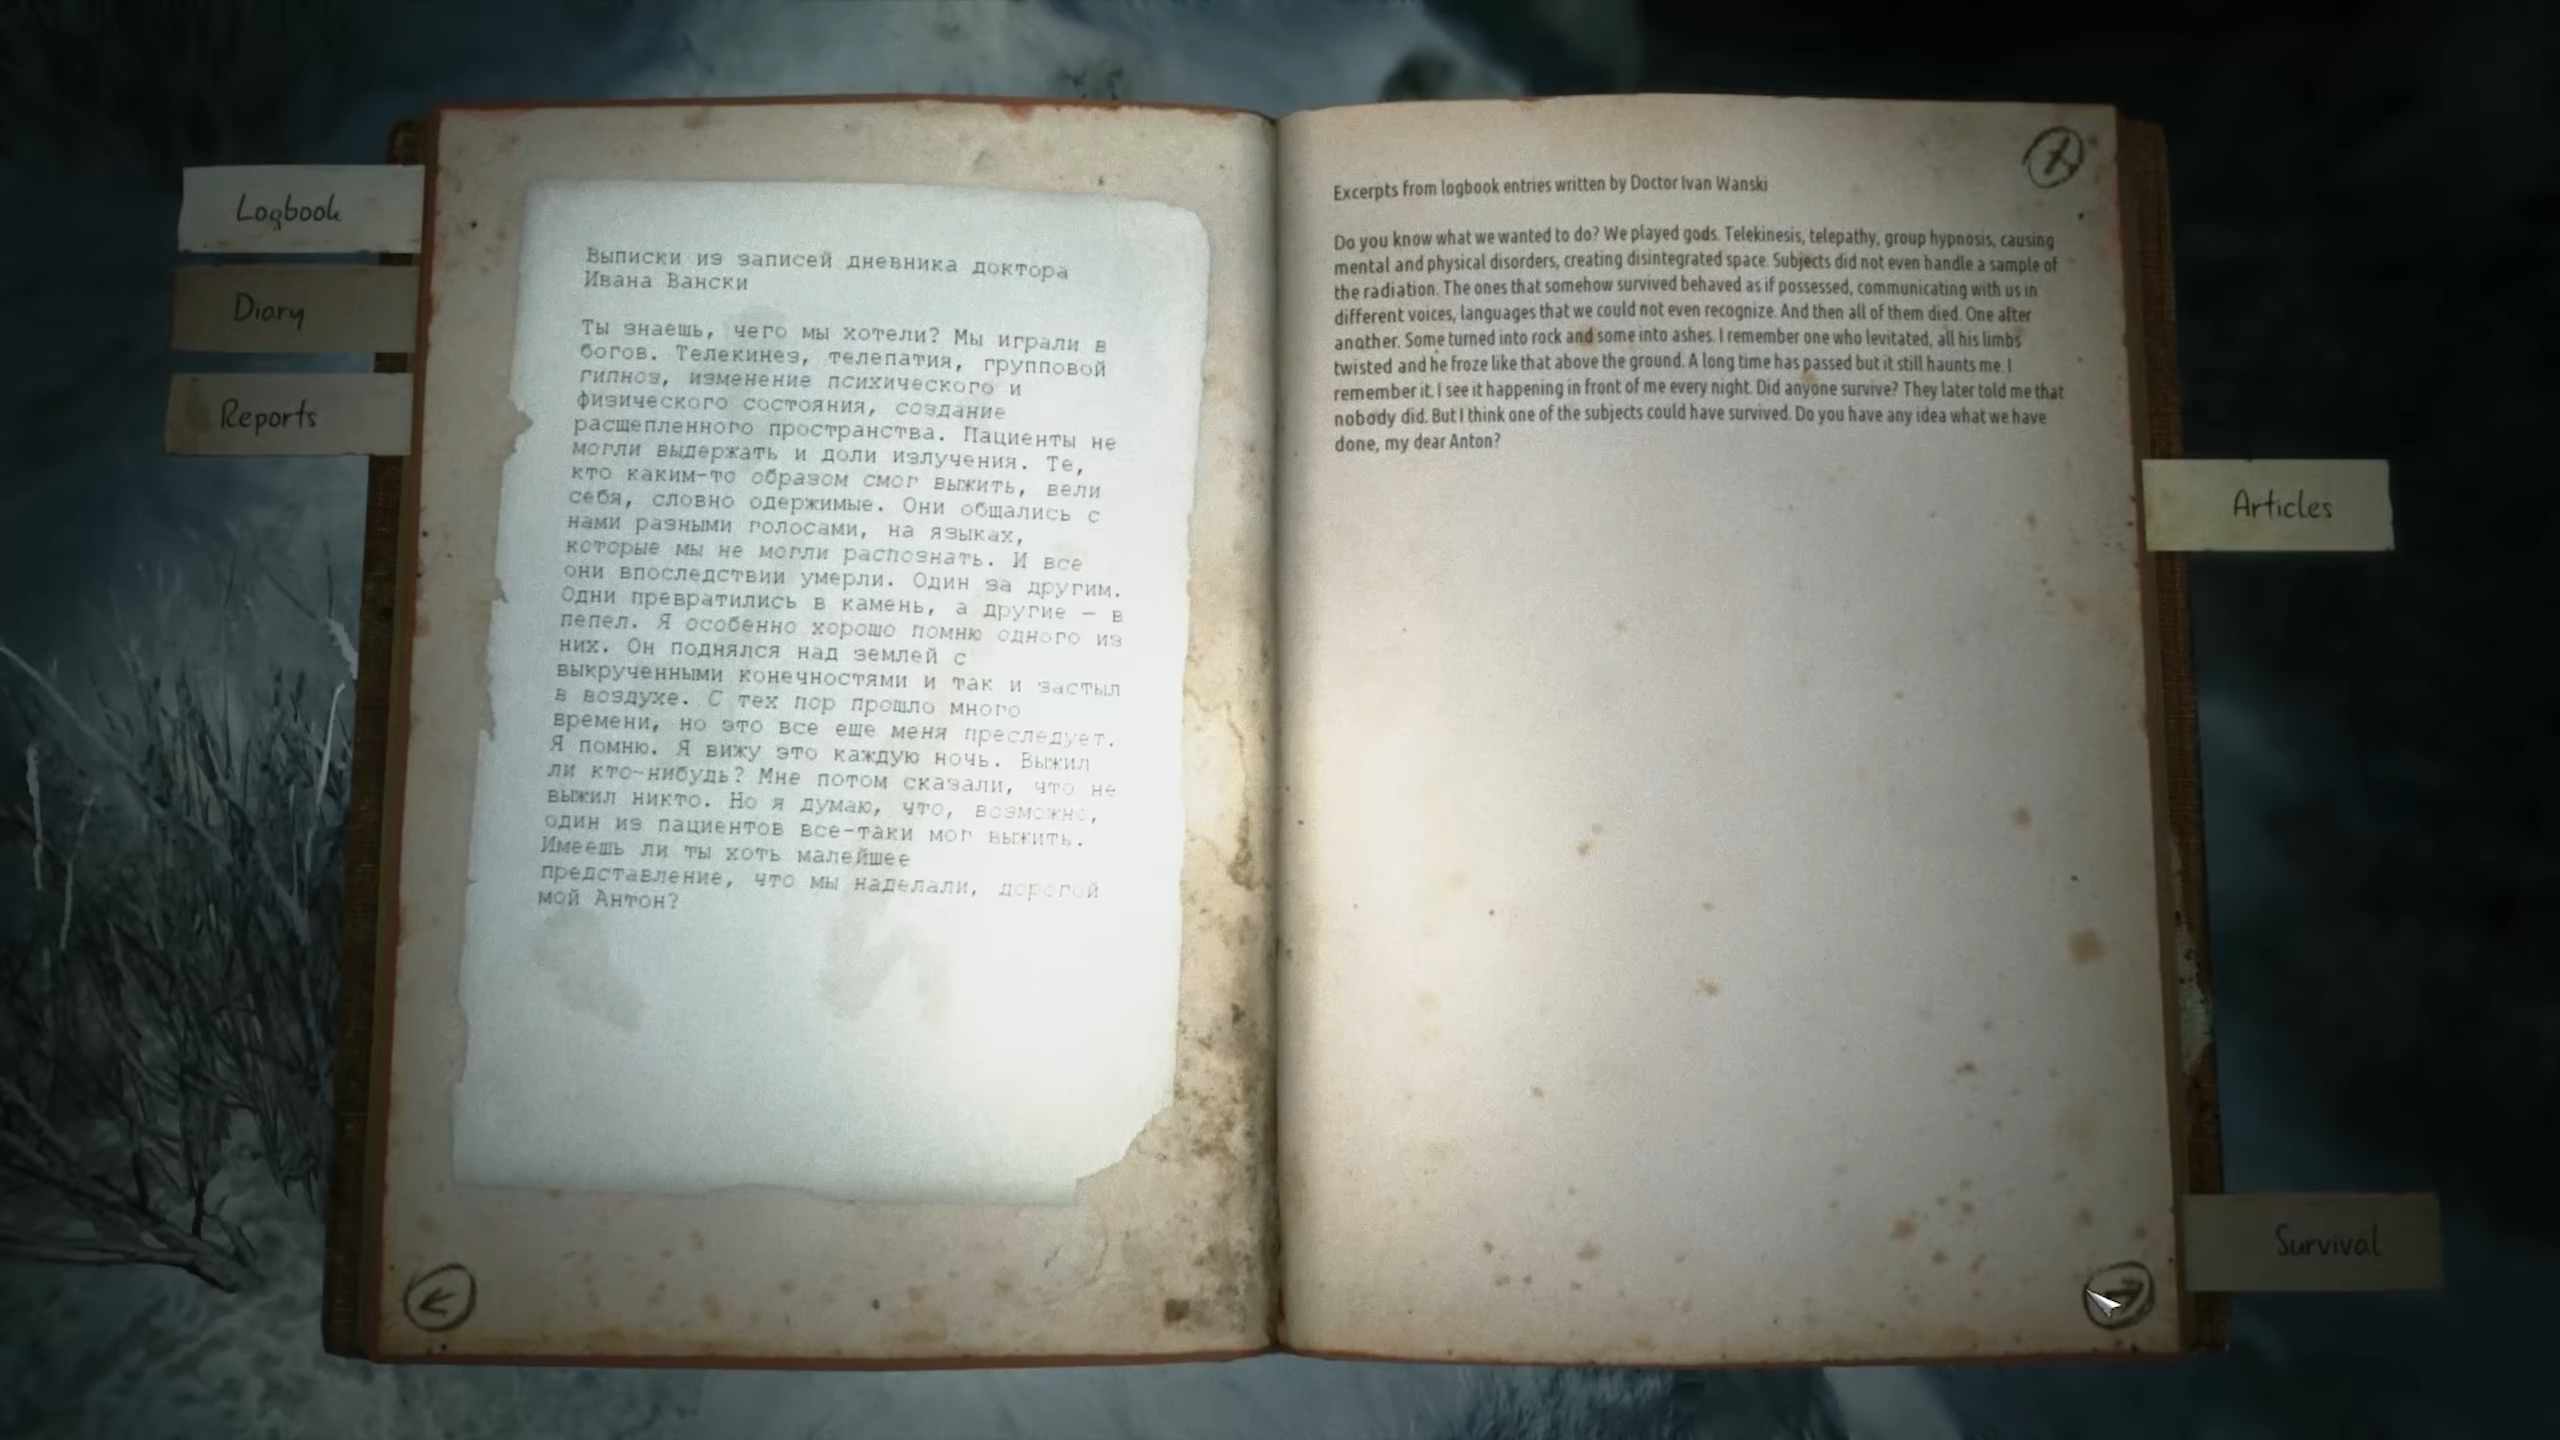 Logbook
Diary
Reports
Выписки из записей дневника доктора
Ивана Вански
Ты знаешь, чего мы хотели? Мы играли в
богов. Телекинез, телепатия, групповой
гипноз, изменение психического и
физического состояния, создание
расщепленного пространства. Пациенты не
могли выдержать и доли излучения. Те,
кто каким-то образом смог выжить, вели
себя, словно одержимые. Они общались с
нами разными голосами, на языках,
которые мы не могли распознать. И все
они впоследствии умерли. Один за другим.
Одни превратились в камень, а другие – в
пепел. Я особенно хорошо помню одного из
них. Он поднялся над землей с
выкрученными конечностями и так и застыл
в воздухе. С тех пор прошло много
времени, но это все еще меня преследует.
Я помню. Я вижу это каждую ночь. Выжил
ли кто-нибудь? Мне потом сказали, что не
выжил никто. Но я думаю, что, возможно,
один из пациентов все-таки мог выжить.
Имеешь ли ты хоть малейшее
представление, что мы наделали, дорогой
мой Антон?
Excerpts from logbook entries written by Doctor Ivan Wanski
Do you know what we wanted to do? We played gods. Telekinesis, telepathy, group hypnosis, causing
mental and physical disorders, creating disintegrated space. Subjects did not even handle a sample of
the radiation. The ones that somehow survived behaved as if possessed, communicating with us in
different voices, languages that we could not even recognize. And then all of them died. One after
another. Some turned into rock and some into ashes. I remember one who levitated, all his limbs
twisted and he froze like that above the ground. A long time has passed but it still haunts me. I
remember it. I see it happening in front of me every night. Did anyone survive? They later told me that
nobody did. But I think one of the subjects could have survived. Do you have any idea what we have
done, my dear Anton?
Articles
Survival